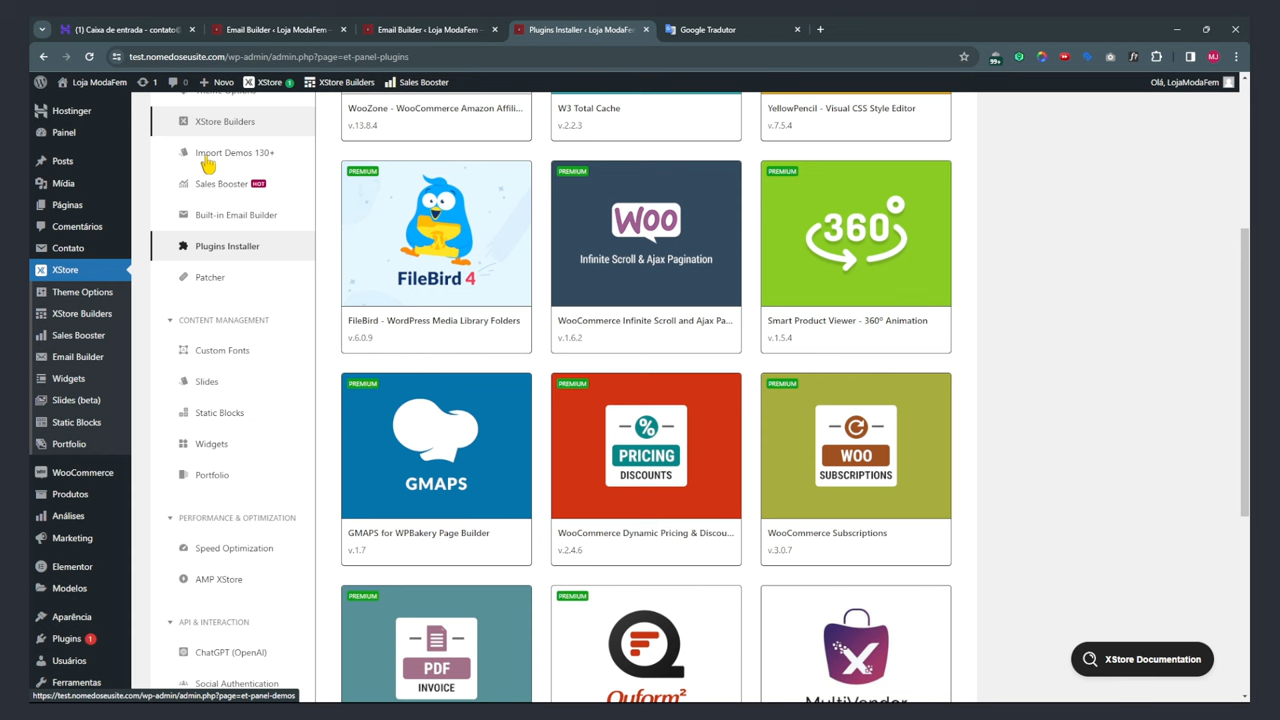 (1) Caixa de entrada - contato@
Email Builder ‹ Loja ModaFem —
Email Builder ‹ Loja ModaFem —
Plugins Installer ‹ Loja ModaFe
Google Tradutor
test.nomedoseusite.com/wp-admin/admin.php?page=et-panel-plugins
99+
MJ
Loja ModaFem
1
0
Novo
XStore 1
XStore Builders
Sales Booster
Olá, LojaModaFem
Hostinger
Painel
Posts
Mídia
Páginas
Comentários
Contato
XStore
Theme Options
XStore Builders
Sales Booster
Email Builder
Widgets
Slides (beta)
Static Blocks
Portfolio
WooCommerce
Produtos
Análises
Marketing
Elementor
Modelos
Aparência
Plugins 1
Usuários
Ferramentas
https://test.nomedoseusite.com/wp-admin/admin.php?page=et-panel-demos
Theme Options
XStore Builders
Import Demos 130+
Sales Booster HOT
Built-in Email Builder
Plugins Installer
Patcher
CONTENT MANAGEMENT
Custom Fonts
Slides
Static Blocks
Widgets
Portfolio
PERFORMANCE & OPTIMIZATION
Speed Optimization
AMP XStore
API & INTERACTION
ChatGPT (OpenAI)
Social Authentication
WooZone - WooCommerce Amazon Affili...
v.13.8.4
W3 Total Cache
v.2.2.3
YellowPencil - Visual CSS Style Editor
v.7.5.4
PREMIUM
FileBird 4
FileBird - WordPress Media Library Folders
v.6.0.9
PREMIUM
WOO
Infinite Scroll & Ajax Pagination
WooCommerce Infinite Scroll and Ajax Pa...
v.1.6.2
PREMIUM
360°
Smart Product Viewer - 360º Animation
v.1.5.4
PREMIUM
GMAPS
GMAPS for WPBakery Page Builder
v.1.7
PREMIUM
%
PRICING
DISCOUNTS
WooCommerce Dynamic Pricing & Discou...
v.2.4.6
PREMIUM
WOO
SUBSCRIPTIONS
WooCommerce Subscriptions
v.3.0.7
PREMIUM
PDF
INVOICE
PREMIUM
Quform²
MultiVendor
XStore Documentation